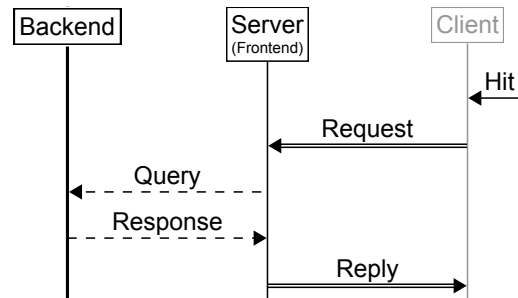 Backend
Server
(Frontend)
Client
Hit
Request
Query
Response
Reply